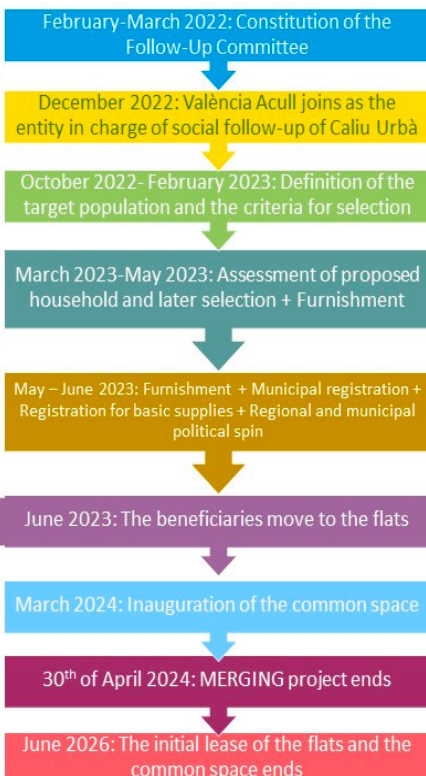 February-March 2022: Constitution of the
Follow-Up Committee
December 2022: València Acull joins as the
entity in charge of social follow-up of Caliu Urbà
October 2022- February 2023: Definition of the
target population and the criteria for selection
March 2023-May 2023: Assessment of proposed
household and later selection + Furnishment
May – June 2023: Furnishment + Municipal registration +
Registration for basic supplies + Regional and municipal
political spin
June 2023: The beneficiaries move to the flats
March 2024: Inauguration of the common space
30th of April 2024: MERGING project ends
June 2026: The initial lease of the flats and the
common space ends